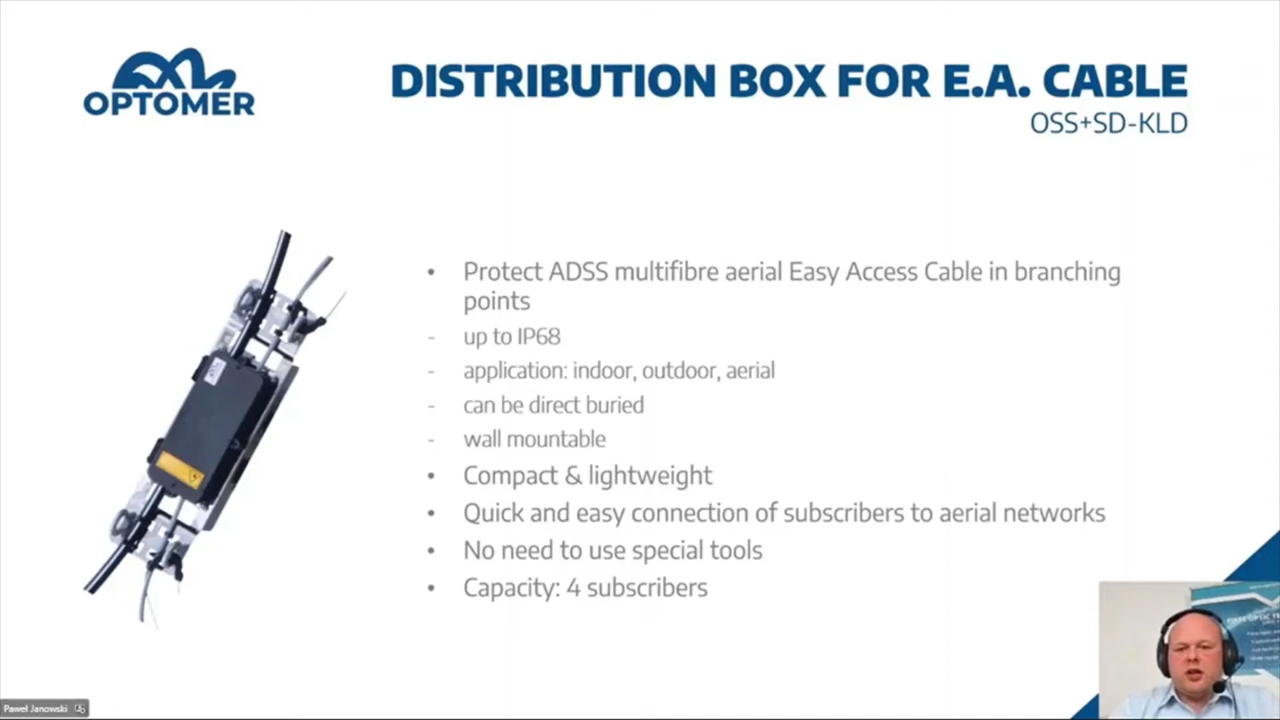 OPTOMER
DISTRIBUTION BOX FOR E.A. CABLE
OSS+SD-KLD
• Protect ADSS multifibre aerial Easy Access Cable in branching
points
- up to IP68
- application: indoor, outdoor, aerial
- can be direct buried
- wall mountable
• Compact & lightweight
• Quick and easy connection of subscribers to aerial networks
• No need to use special tools
• Capacity: 4 subscribers
Paweł Janowski